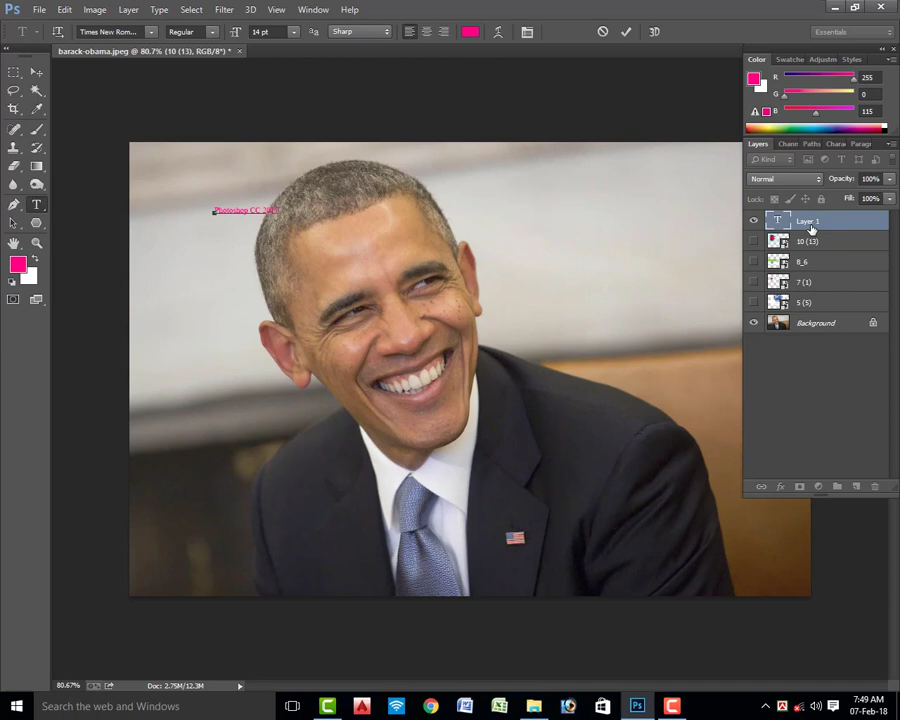 Ps File Edit Image Layer Type Select Filter 3D View Window Help
T Times New Rom... Regular 14 pt aa Sharp 3D Essentials
barack-obama.jpeg @ 80.7% (10 (13), RGB/8*) * ×
Color Swatche Adjustm Styles
R 255
G 0
B 115
Layers Chann Paths Chara Paragr
Kind
Normal Opacity: 100%
Lock: Fill: 100%
Photoshop CC
T Layer 1
10 (13)
8_6
7 (1)
5 (5)
Background
80.67% Doc: 2.75M/12.3M
Search the web and Windows
7:49 AM
07-Feb-18